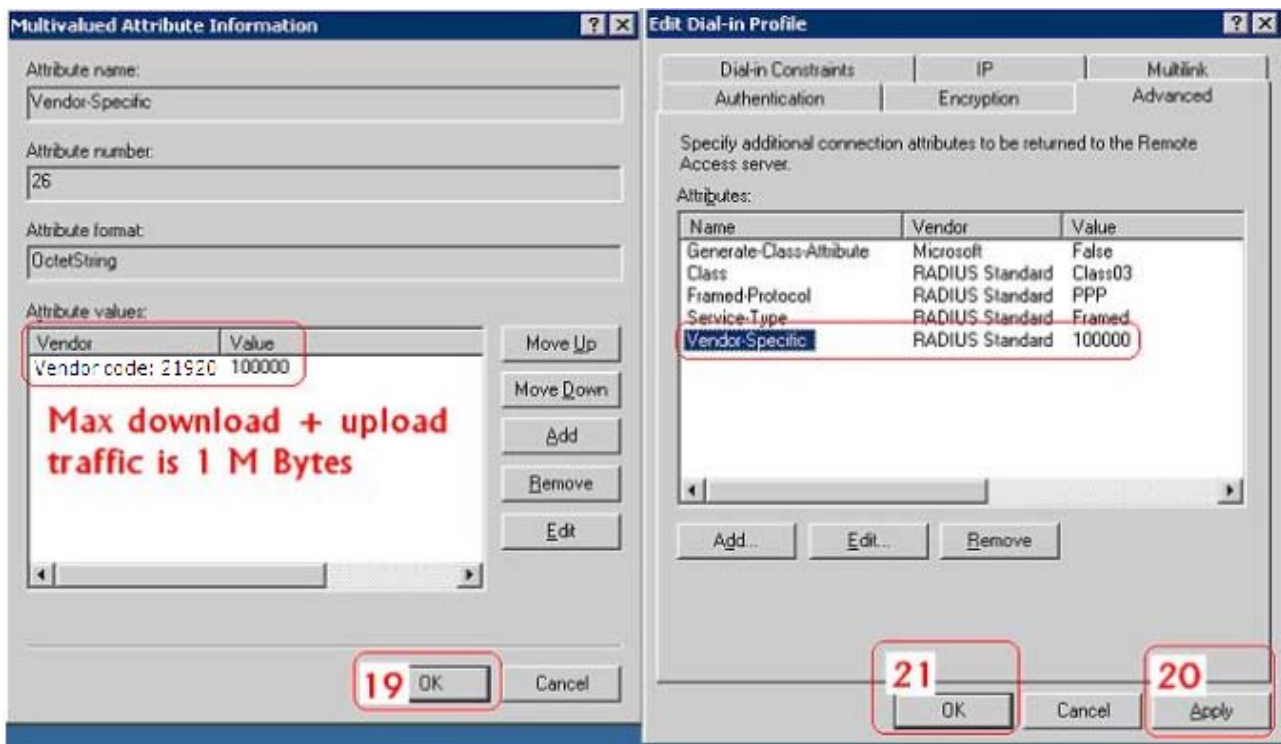 Multivalued Attribute Information
Attribute name:
Vendor-Specific
Attribute number:
26
Attribute format:
OctetString
Attribute values:
Vendor Value
Vendor code: 21920 100000
Max download + upload
traffic is 1 M Bytes
Move Up
Move Down
Add
Remove
Edit
19 OK Cancel
Edit Dial-in Profile
Dial-in Constraints IP Multilink
Authentication Encryption Advanced
Specify additional connection attributes to be returned to the Remote
Access server.
Attributes:
Name Vendor Value
Generate-Class-Attribute Microsoft False
Class RADIUS Standard Class03
Framed-Protocol RADIUS Standard PPP
Service-Type RADIUS Standard Framed
Vendor-Specific RADIUS Standard 100000
Add... Edit... Remove
21 20
OK Cancel Apply